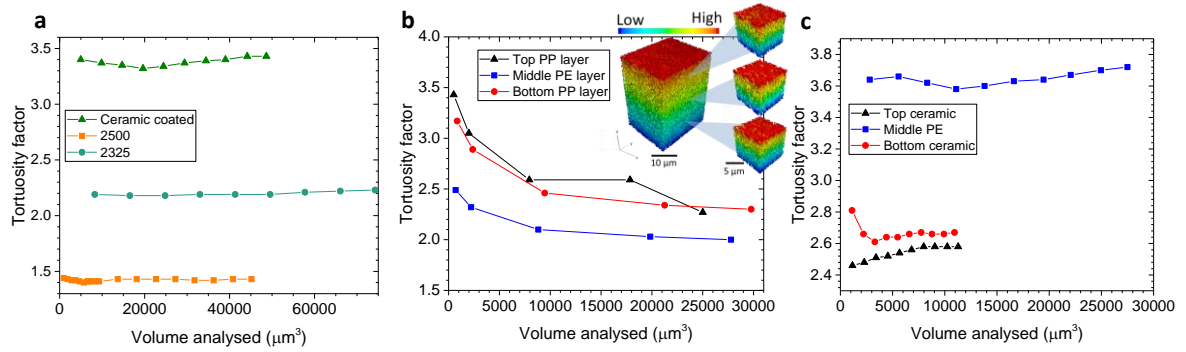 a
Tortuosity factor
3.5
3.0
2.5
2.0
1.5
Ceramic coated
2500
2325
0
20000
40000
60000
Volume analysed (μm³)
b
Tortuosity factor
4.0
3.5
3.0
2.5
2.0
1.5
Top PP layer
Middle PE layer
Bottom PP layer
Low
High
10 μm
5 μm
0
5000
10000
15000
20000
25000
30000
Volume analysed (μm³)
c
Tortuosity factor
3.8
3.6
3.4
3.2
3.0
2.8
2.6
2.4
Top ceramic
Middle PE
Bottom ceramic
0
5000
10000
15000
20000
25000
30000
Volume analysed (μm³)